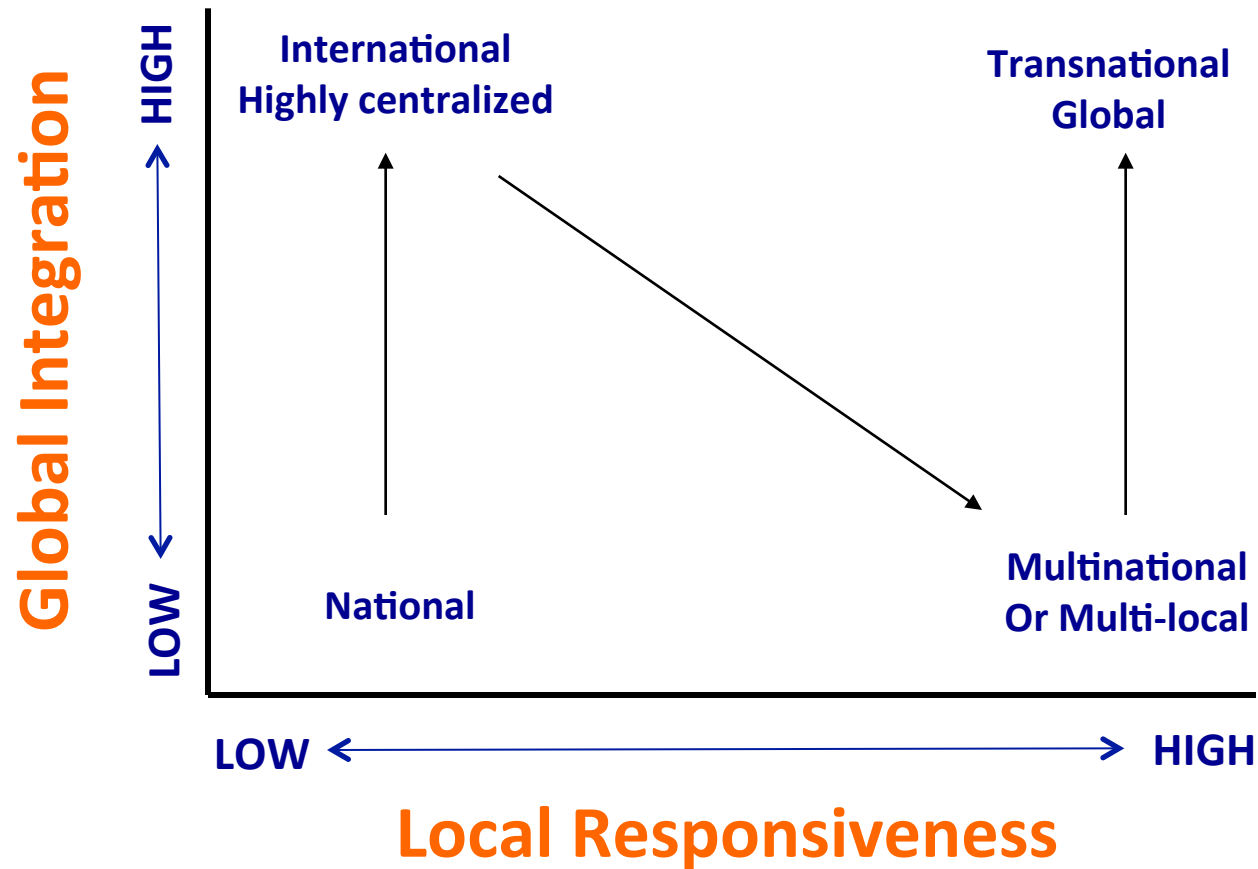 Global Integration
HIGH
LOW
International
Highly centralized
Transnational
Global
National
Multinational
Or Multi-local
LOW
HIGH
Local Responsiveness